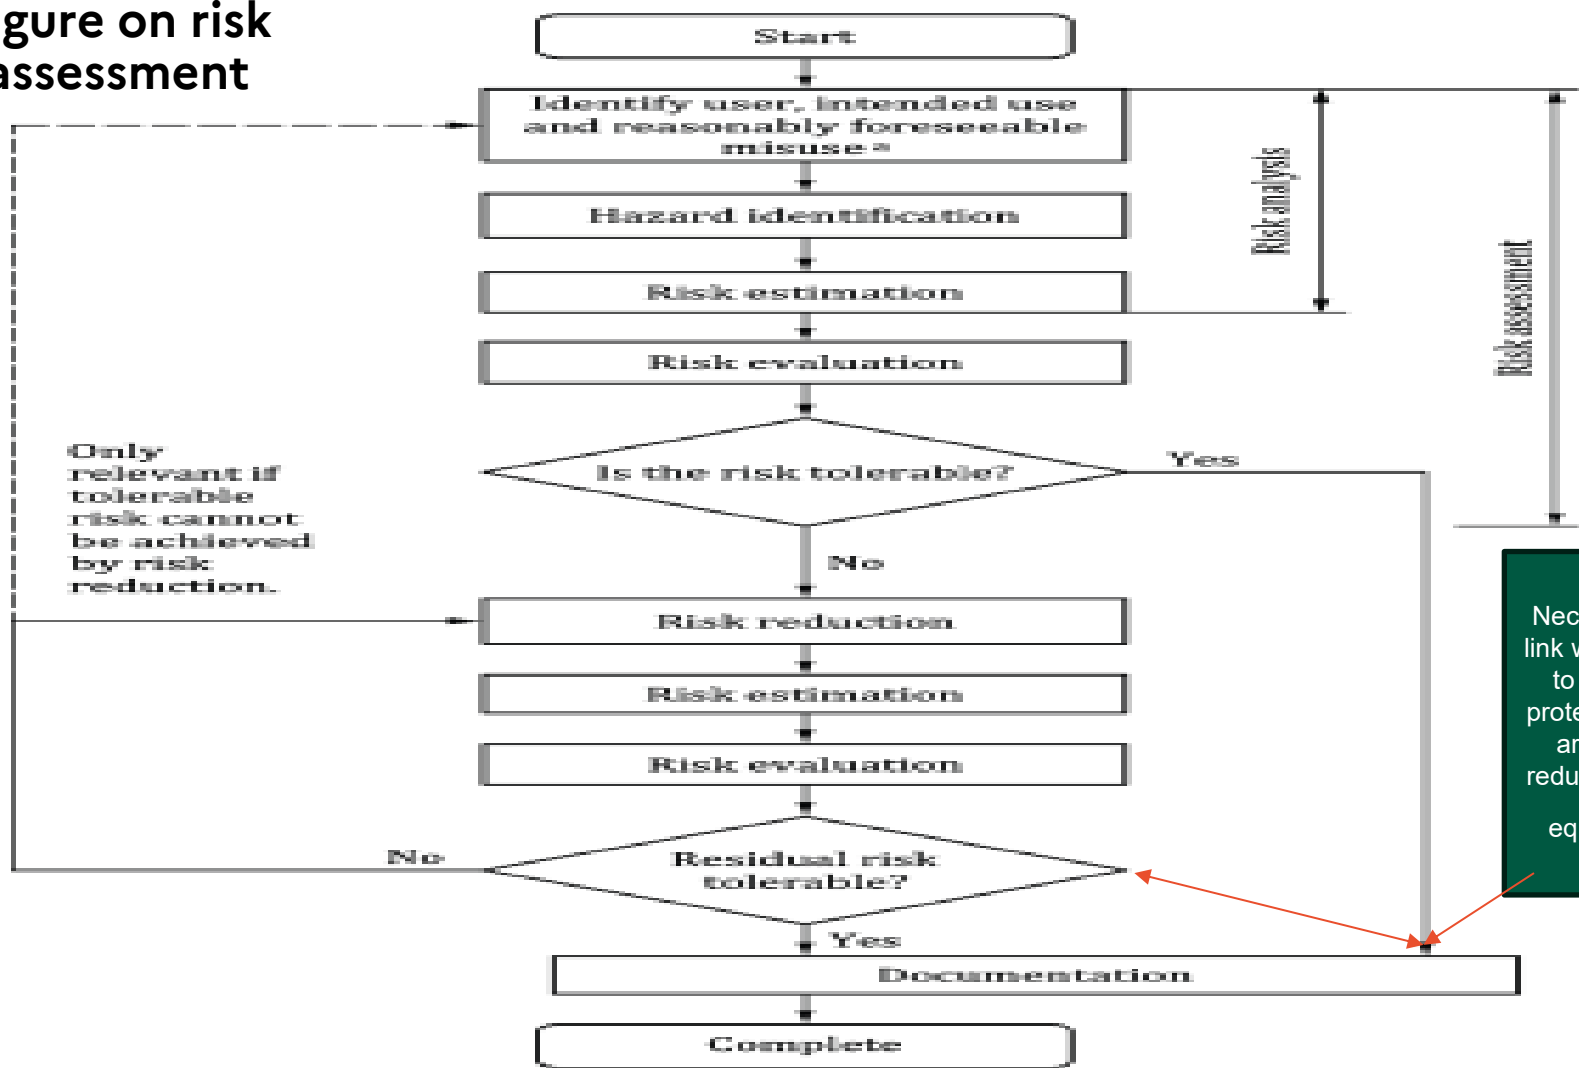 gure on risk
assessment
Start
Identify user, intended use
and reasonably foreseeable
misuse a
Hazard identification
Risk estimation
Risk evaluation
Is the risk tolerable?
Yes
No
Risk analysis
Risk assessment
Only
relevant if
tolerable
risk cannot
be achieved
by risk
reduction.
Risk reduction
Risk estimation
Risk evaluation
Residual risk
tolerable?
No
Yes
Documentation
Complete
Nec
link
to
prote
ar
redu
eq